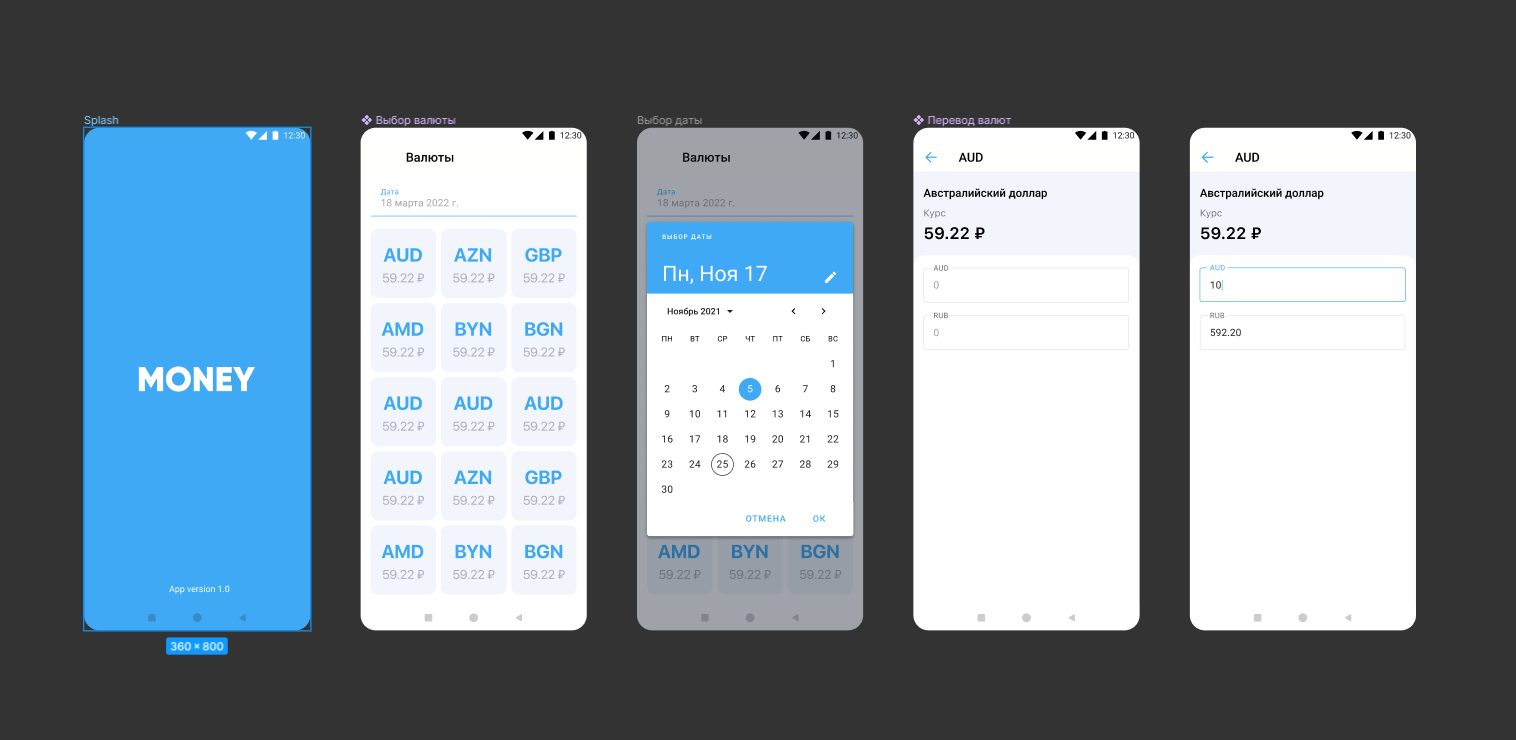 Splash
12:30
MONEY
App version 1.0
360 × 800
Выбор валюты
12:30
Валюты
Дата
18 марта 2022 г.
AUD AZN GBP
59.22 ₽ 59.22 ₽ 59.22 ₽
AMD BYN BGN
59.22 ₽ 59.22 ₽ 59.22 ₽
AUD AUD AUD
59.22 ₽ 59.22 ₽ 59.22 ₽
AUD AZN GBP
59.22 ₽ 59.22 ₽ 59.22 ₽
AMD BYN BGN
59.22 ₽ 59.22 ₽ 59.22 ₽
Выбор даты
12:30
Валюты
Дата
18 марта 2022 г.
ВЫБОР ДАТЫ
Пн, Ноя 17
Ноябрь 2021
ПН ВТ СР ЧТ ПТ СБ ВС
1
2 3 4 5 6 7 8
9 10 11 12 13 14 15
16 17 18 19 20 21 22
23 24 25 26 27 28 29
30
ОТМЕНА ОК
AMD BYN BGN
59.22 ₽ 59.22 ₽ 59.22 ₽
Перевод валют
12:30
AUD
Австралийский доллар
Курс
59.22 ₽
AUD
0
RUB
0
12:30
AUD
Австралийский доллар
Курс
59.22 ₽
AUD
10
RUB
592.20